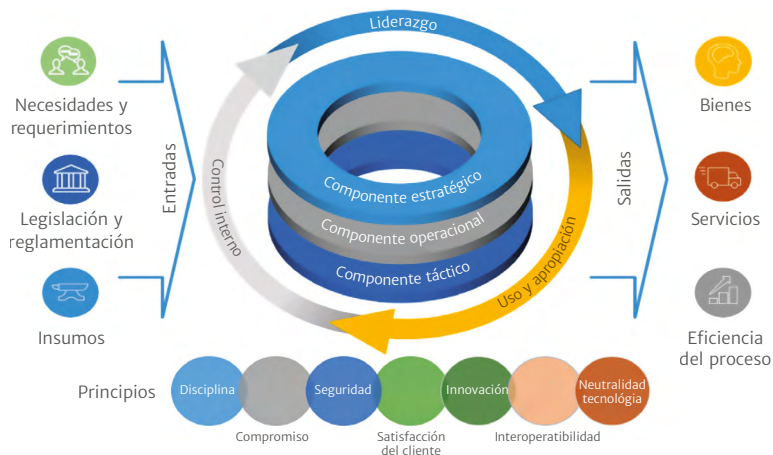 Necesidades y
requerimientos
Legislación y
reglamentación
Insumos
Entradas
Liderazgo
Control interno
Uso y apropiación
Componente estratégico
Componente operacional
Componente táctico
Salidas
Bienes
Servicios
Eficiencia
del proceso
Principios
Disciplina
Compromiso
Seguridad
Satisfacción
del cliente
Innovación
Interoperatibilidad
Neutralidad
tecnológia